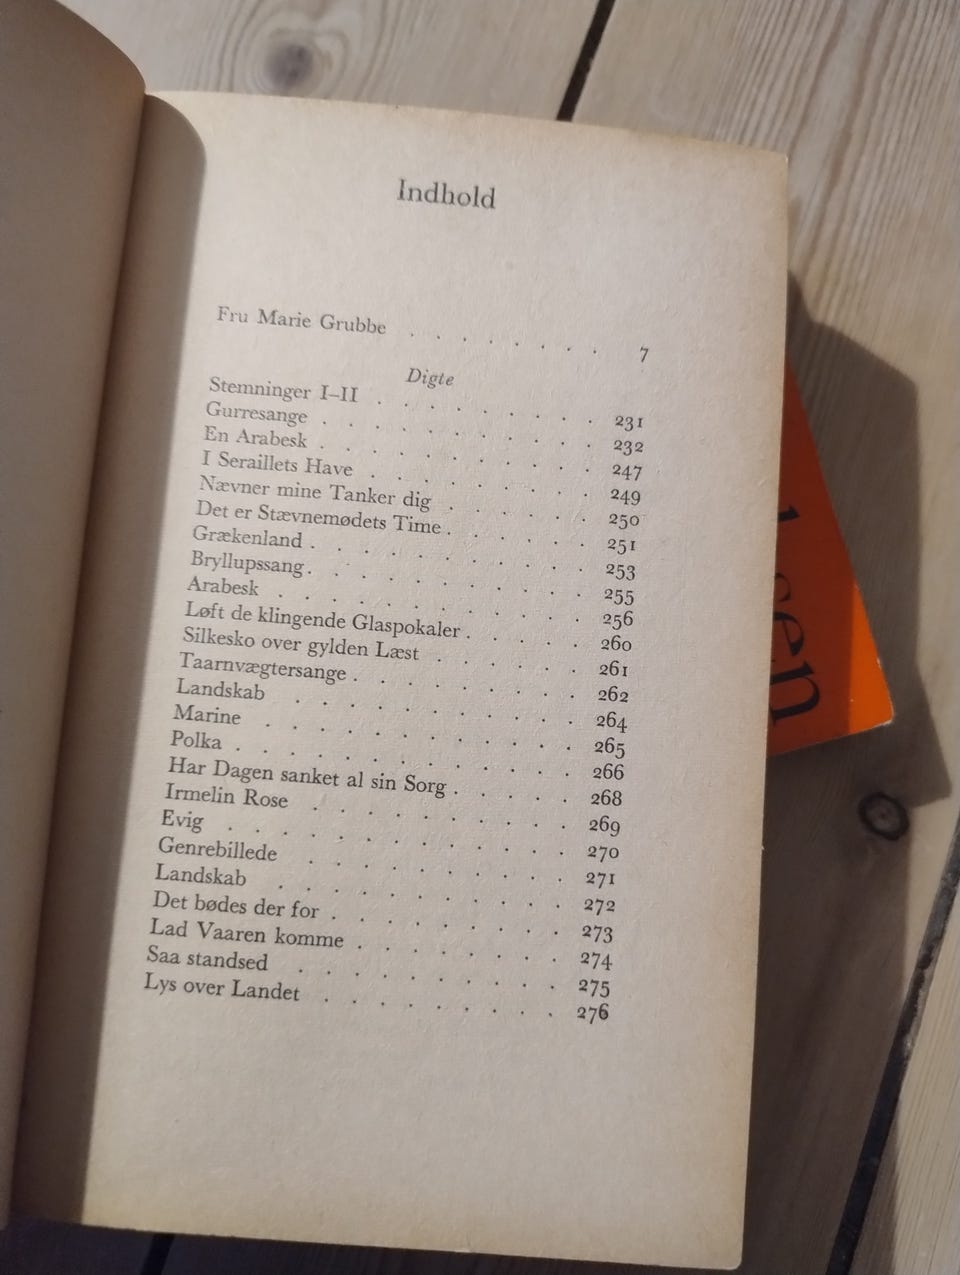 Indhold
Fru Marie Grubbe . . . . . . . . 7
Digte
Stemninger I–II . . . . . . . . . 231
Gurresange . . . . . . . . . . . 232
En Arabesk . . . . . . . . . . . 247
I Seraillets Have . . . . . . . . . 249
Nævner mine Tanker dig . . . . . . 250
Det er Stævnemødets Time . . . . . . 251
Grækenland . . . . . . . . . . . 253
Bryllupssang . . . . . . . . . . . 255
Arabesk . . . . . . . . . . . . 256
Løft de klingende Glaspokaler . . . . . 260
Silkesko over gylden Læst . . . . . . 261
Taarnvægtersange . . . . . . . . . 262
Landskab . . . . . . . . . . . 264
Marine . . . . . . . . . . . . 265
Polka . . . . . . . . . . . . . 266
Har Dagen sanket al sin Sorg . . . . . 268
Irmelin Rose . . . . . . . . . . 269
Evig . . . . . . . . . . . . . 270
Genrebillede . . . . . . . . . . 271
Landskab . . . . . . . . . . . 272
Det bødes der for . . . . . . . . . 273
Lad Vaaren komme . . . . . . . . 274
Saa standsed . . . . . . . . . . 275
Lys over Landet . . . . . . . . . 276